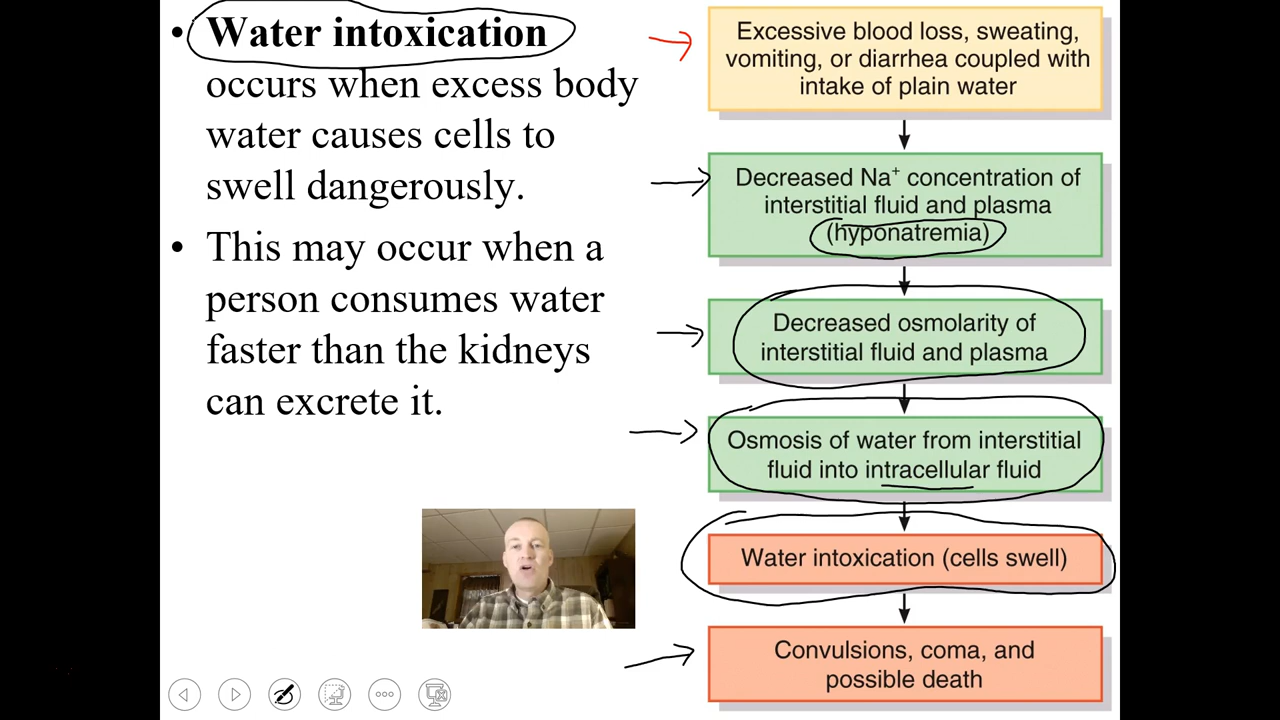 • Water intoxication
occurs when excess body
water causes cells to
swell dangerously.
• This may occur when a
person consumes water
faster than the kidneys
can excrete it.
Excessive blood loss, sweating,
vomiting, or diarrhea coupled with
intake of plain water
Decreased Na⁺ concentration of
interstitial fluid and plasma
(hyponatremia)
Decreased osmolarity of
interstitial fluid and plasma
Osmosis of water from interstitial
fluid into intracellular fluid
Water intoxication (cells swell)
Convulsions, coma, and
possible death